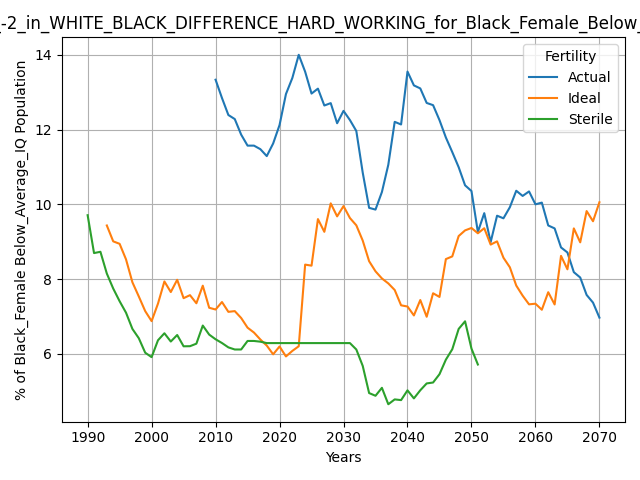 _-2_in_WHITE_BLACK_DIFFERENCE_HARD_WORKING_for_Black_Female_Below_
% of Black_Female Below_Average_IQ Population
14
12
10
8
6
Fertility
Actual
Ideal
Sterile
1990 2000 2010 2020 2030 2040 2050 2060 2070
Years